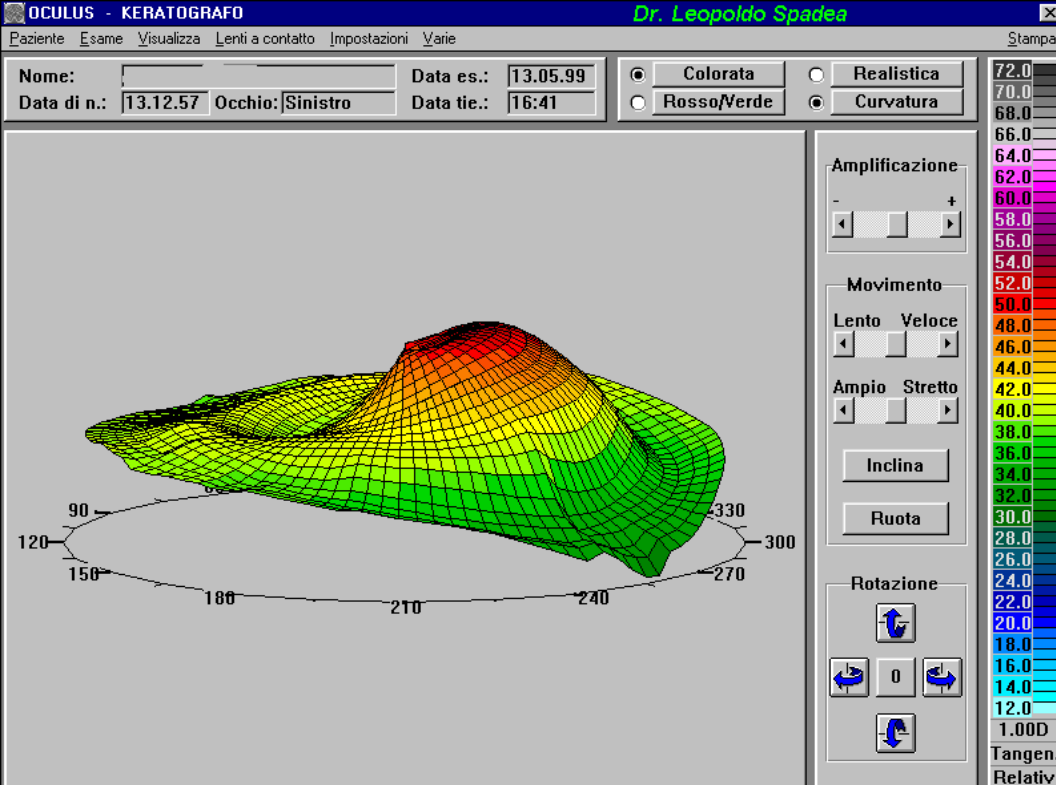 OCULUS - KERATOGRAFO
Dr. Leopoldo Spadea
Paziente Esame Visualizza Lenti a contatto Impostazioni Varie Stampa
Nome:
Data es.: 13.05.99
Data di n.: 13.12.57 Occhio: Sinistro
Data tie.: 16:41
Colorata
Realistica
Rosso/Verde
Curvatura
Amplificazione
- +
Movimento
Lento Veloce
Ampio Stretto
Inclina
Ruota
Rotazione
0
90
120
150
180
210
240
270
300
330
72.0
70.0
68.0
66.0
64.0
62.0
60.0
58.0
56.0
54.0
52.0
50.0
48.0
46.0
44.0
42.0
40.0
38.0
36.0
34.0
32.0
30.0
28.0
26.0
24.0
22.0
20.0
18.0
16.0
14.0
12.0
1.00D
Tangen.
Relativ